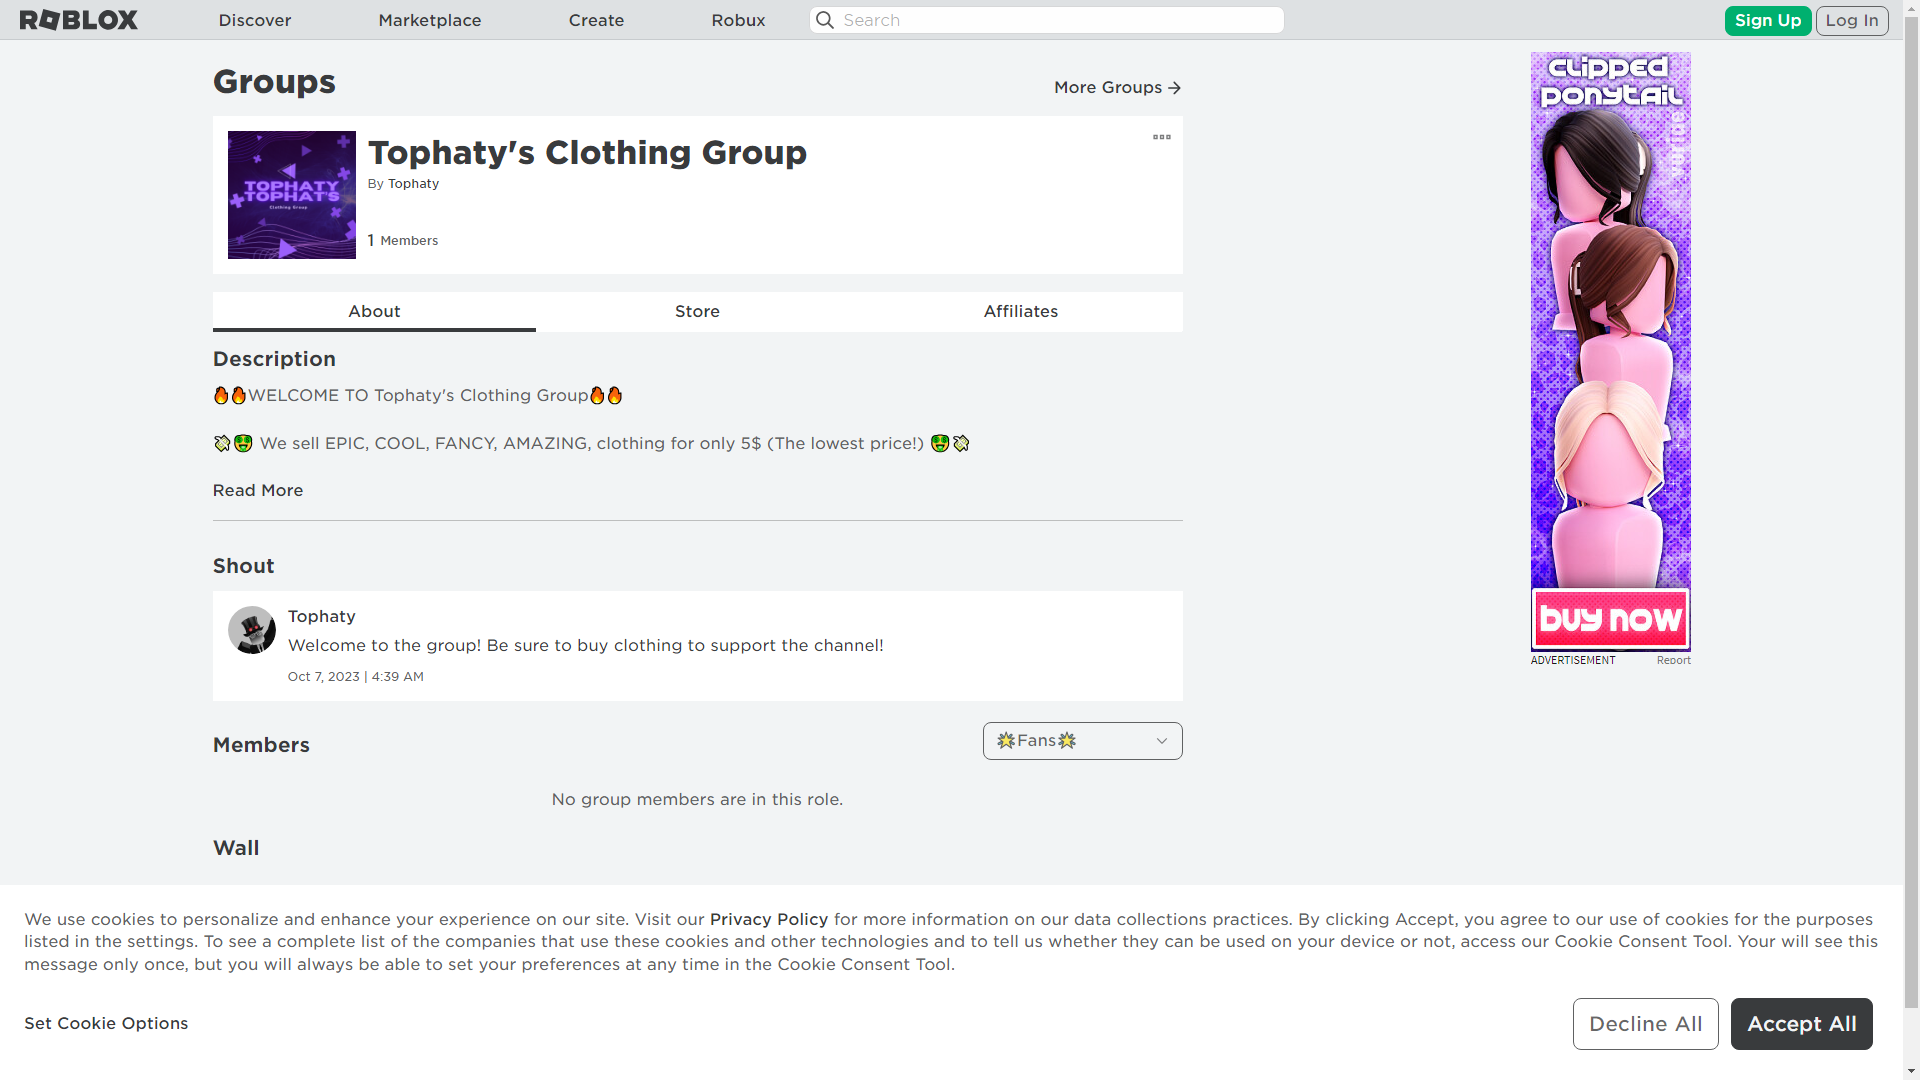 ROBLOX
Discover
Marketplace
Create
Robux
Search
Sign Up
Log In
Groups
More Groups
TOPHATY
TOPHAT'S
Clothing Group
Tophaty's Clothing Group
By Tophaty
1 Members
About
Store
Affiliates
Description
🔥🔥WELCOME TO Tophaty's Clothing Group🔥🔥
💸🤑 We sell EPIC, COOL, FANCY, AMAZING, clothing for only 5$ (The lowest price!) 🤑💸
Read More
Shout
Tophaty
Welcome to the group! Be sure to buy clothing to support the channel!
Oct 7, 2023 | 4:39 AM
Members
🌟Fans🌟
No group members are in this role.
Wall
CLIPPED
PONYTAIL
BUY NOW
ADVERTISEMENT
Report
We use cookies to personalize and enhance your experience on our site. Visit our Privacy Policy for more information on our data collections practices. By clicking Accept, you agree to our use of cookies for the purposes
listed in the settings. To see a complete list of the companies that use these cookies and other technologies and to tell us whether they can be used on your device or not, access our Cookie Consent Tool. Your will see this
message only once, but you will always be able to set your preferences at any time in the Cookie Consent Tool.
Set Cookie Options
Decline All
Accept All